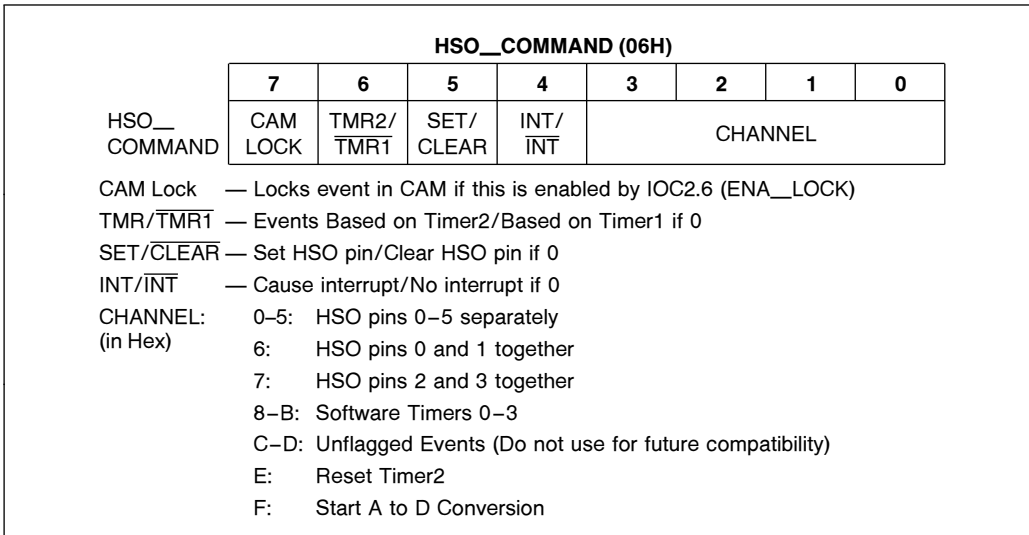 HSO__COMMAND (06H)
7 6 5 4 3 2 1 0
HSO__ COMMAND CAM LOCK TMR2/ TMR1 SET/ CLEAR INT/ INT CHANNEL
CAM Lock — Locks event in CAM if this is enabled by IOC2.6 (ENA__LOCK)
TMR/TMR1 — Events Based on Timer2/Based on Timer1 if 0
SET/CLEAR — Set HSO pin/Clear HSO pin if 0
INT/INT — Cause interrupt/No interrupt if 0
CHANNEL: 0–5: HSO pins 0–5 separately
(in Hex)
6: HSO pins 0 and 1 together
7: HSO pins 2 and 3 together
8–B: Software Timers 0–3
C–D: Unflagged Events (Do not use for future compatibility)
E: Reset Timer2
F: Start A to D Conversion